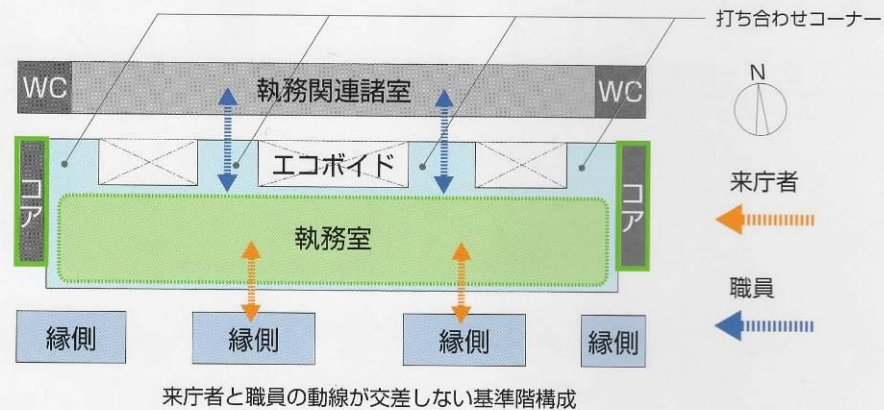 打ち合わせコーナー
WC
執務関連諸室
WC
N
エコボイド
コア
コア
執務室
来庁者
職員
縁側
縁側
縁側
縁側
来庁者と職員の動線が交差しない基準階構成